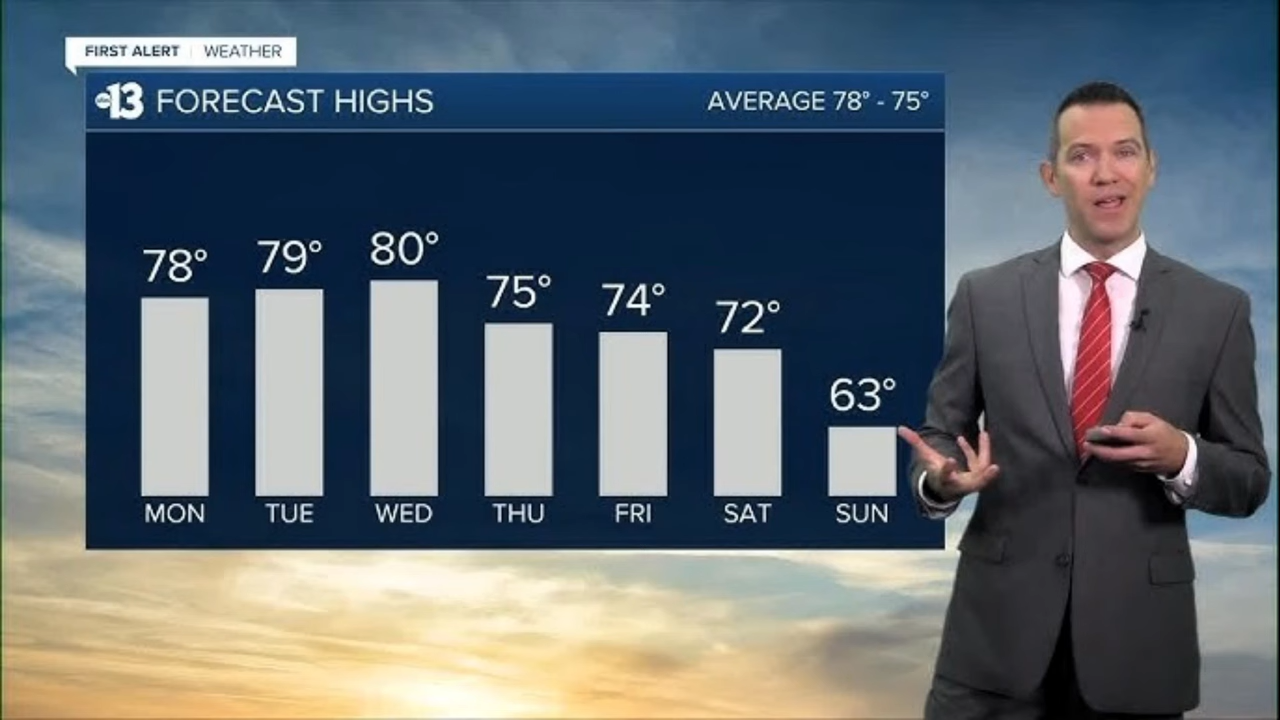 FIRST ALERT | WEATHER
abc 13 FORECAST HIGHS
AVERAGE 78° - 75°
78° 79° 80° 75° 74° 72° 63°
MON TUE WED THU FRI SAT SUN